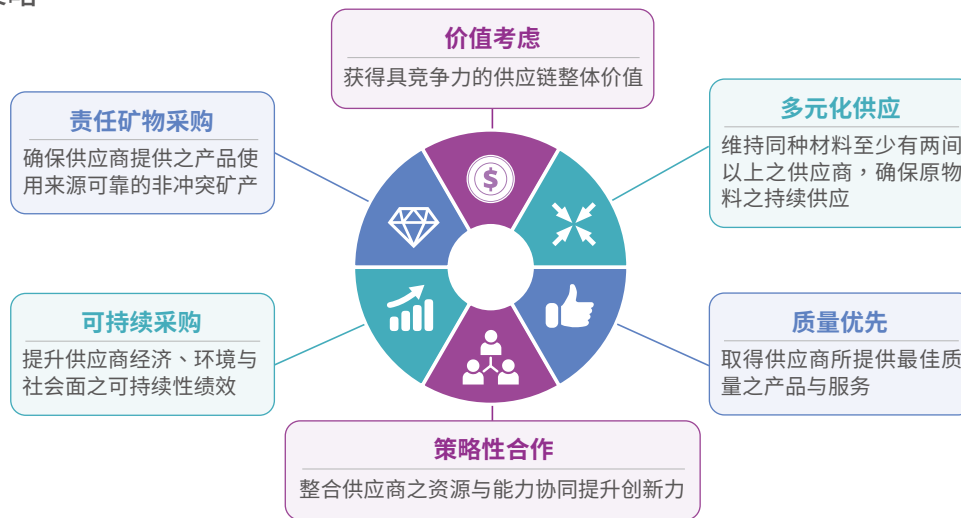 价值考虑
获得具竞争力的供应链整体价值
责任矿物采购
确保供应商提供之产品使
用来源可靠的非冲突矿产
多元化供应
维持同种材料至少有两间
以上之供应商，确保原物
料之持续供应
$
可持续采购
提升供应商经济、环境与
社会面之可持续性绩效
质量优先
取得供应商所提供最佳质
量之产品与服务
策略性合作
整合供应商之资源与能力协同提升创新力